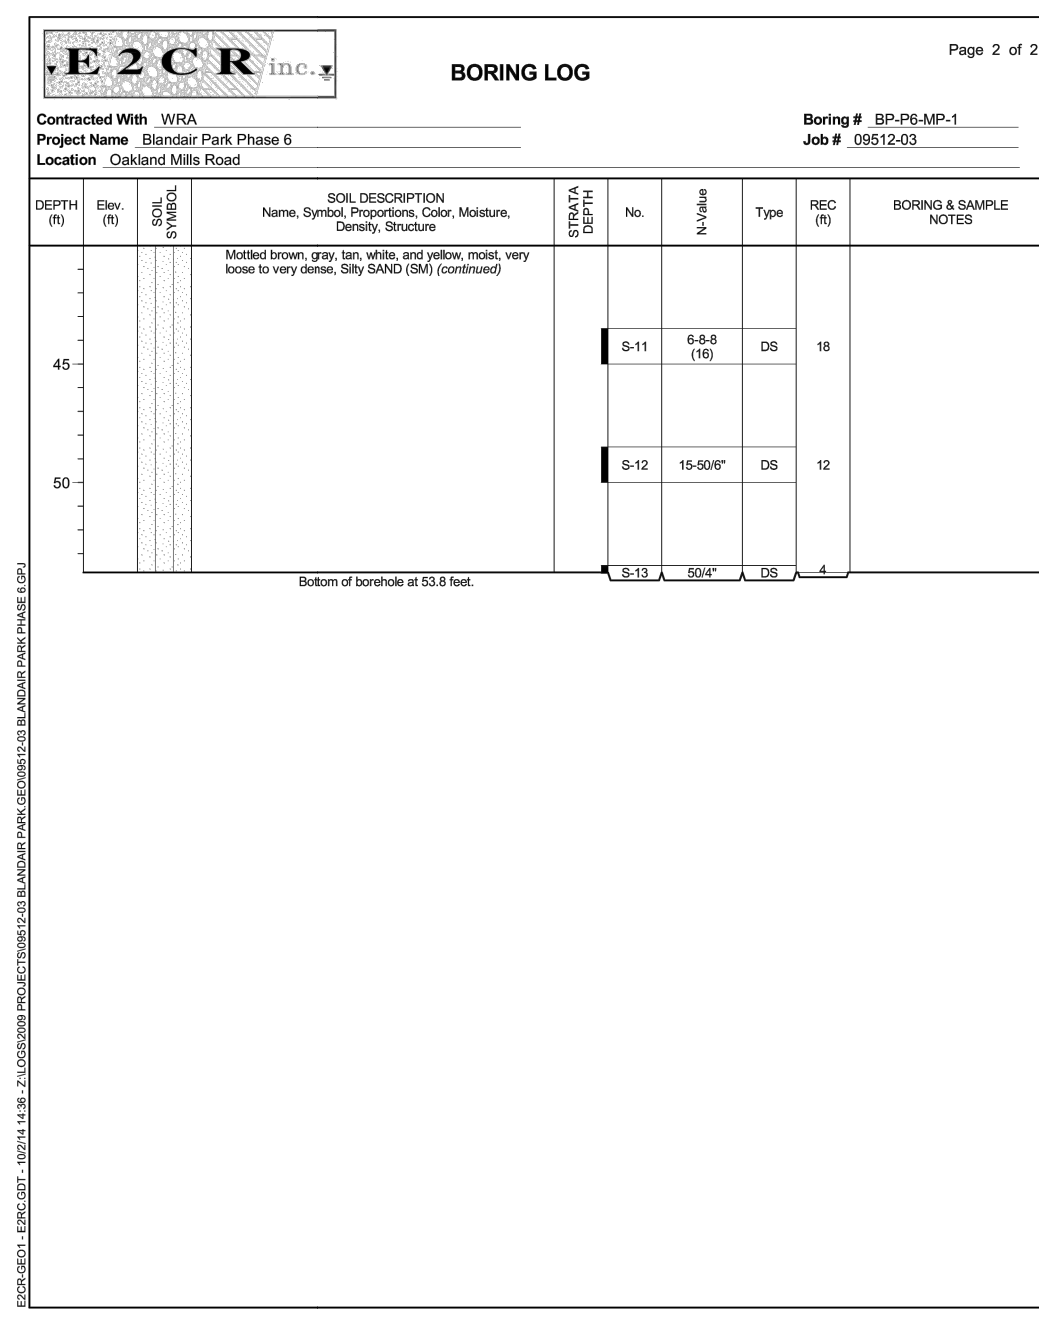 E2CR inc.
Page 2 of 2
BORING LOG
Contracted With WRA
Boring # BP-P6-MP-1
Project Name Blandair Park Phase 6
Job # 09512-03
Location Oakland Mills Road
DEPTH
(ft)
Elev.
(ft)
SOIL
SYMBOL
SOIL DESCRIPTION
Name, Symbol, Proportions, Color, Moisture,
Density, Structure
STRATA
DEPTH
No.
N-Value
Type
REC
(ft)
BORING & SAMPLE
NOTES
Mottled brown, gray, tan, white, and yellow, moist, very
loose to very dense, Silty SAND (SM) (continued)
S-11
6-8-8
(16)
DS
18
45
S-12
15-50/6"
DS
12
50
S-13
50/4"
DS
4
Bottom of borehole at 53.8 feet.
E2CR-GEO1 - E2RC.GDT - 10/2/14 14:36 - Z:\LOGS\2009 PROJECTS\09512-03 BLANDAIR PARK.GEO\09512-03 BLANDAIR PARK PHASE 6.GPJ